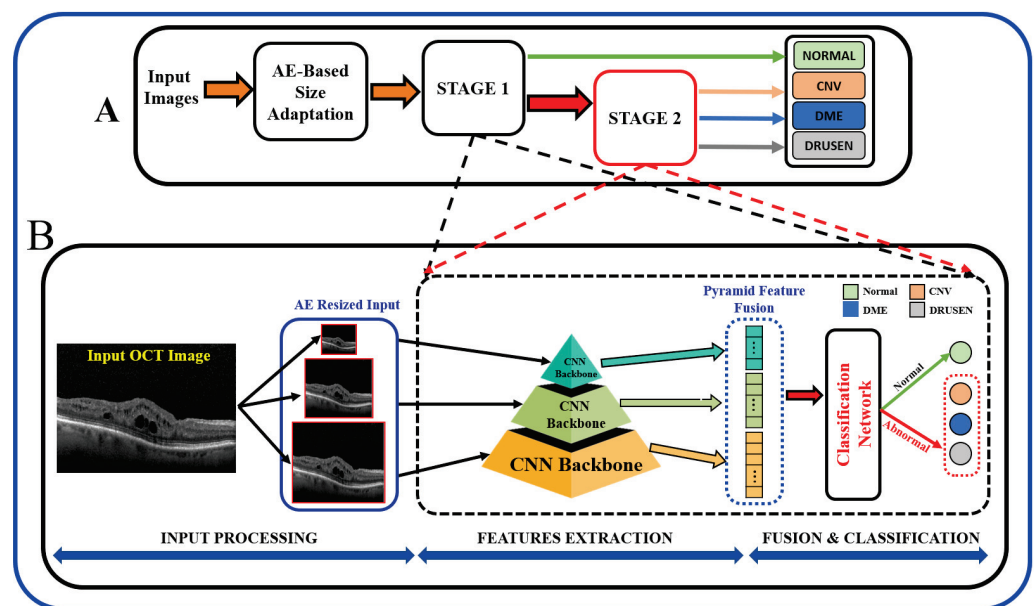 A
Input
Images
AE-Based
Size
Adaptation
STAGE 1
STAGE 2
NORMAL
CNV
DME
DRUSEN
B
Input OCT Image
AE Resized Input
CNN
Backbone
CNN
Backbone
CNN Backbone
Pyramid Feature
Fusion
Normal
CNV
DME
DRUSEN
Classification
Network
Normal
Abnormal
INPUT PROCESSING
FEATURES EXTRACTION
FUSION & CLASSIFICATION